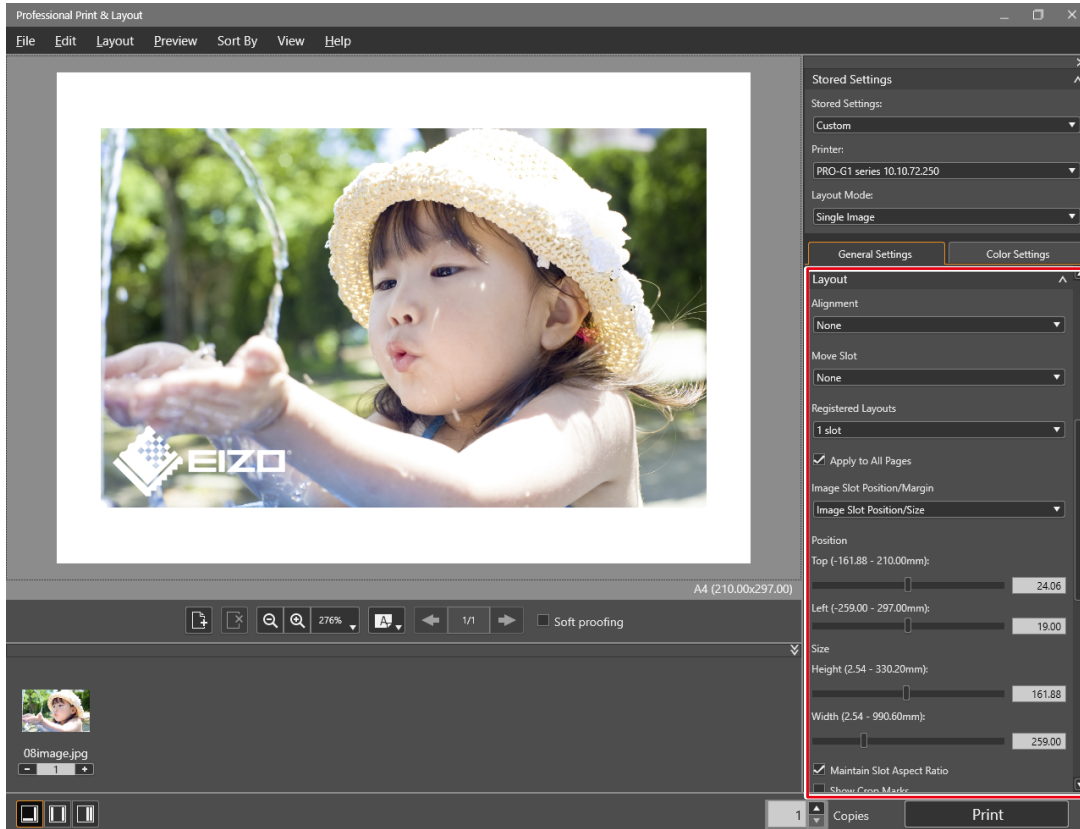 Professional Print & Layout
File Edit Layout Preview Sort By View Help
Stored Settings
Stored Settings:
Custom
Printer:
PRO-G1 series 10.10.72.250
Layout Mode:
Single Image
General Settings Color Settings
Layout
Alignment
None
Move Slot
None
Registered Layouts
1 slot
Apply to All Pages
Image Slot Position/Margin
Image Slot Position/Size
Position
Top (-161.88 - 210.00mm):
24.06
Left (-259.00 - 297.00mm):
19.00
Size
Height (2.54 - 330.20mm):
161.88
Width (2.54 - 990.60mm):
259.00
Maintain Slot Aspect Ratio
Show Crop Marks
EIZO
A4 (210.00x297.00)
276% A 1/1 Soft proofing
08image.jpg
- 1 +
1 Copies Print